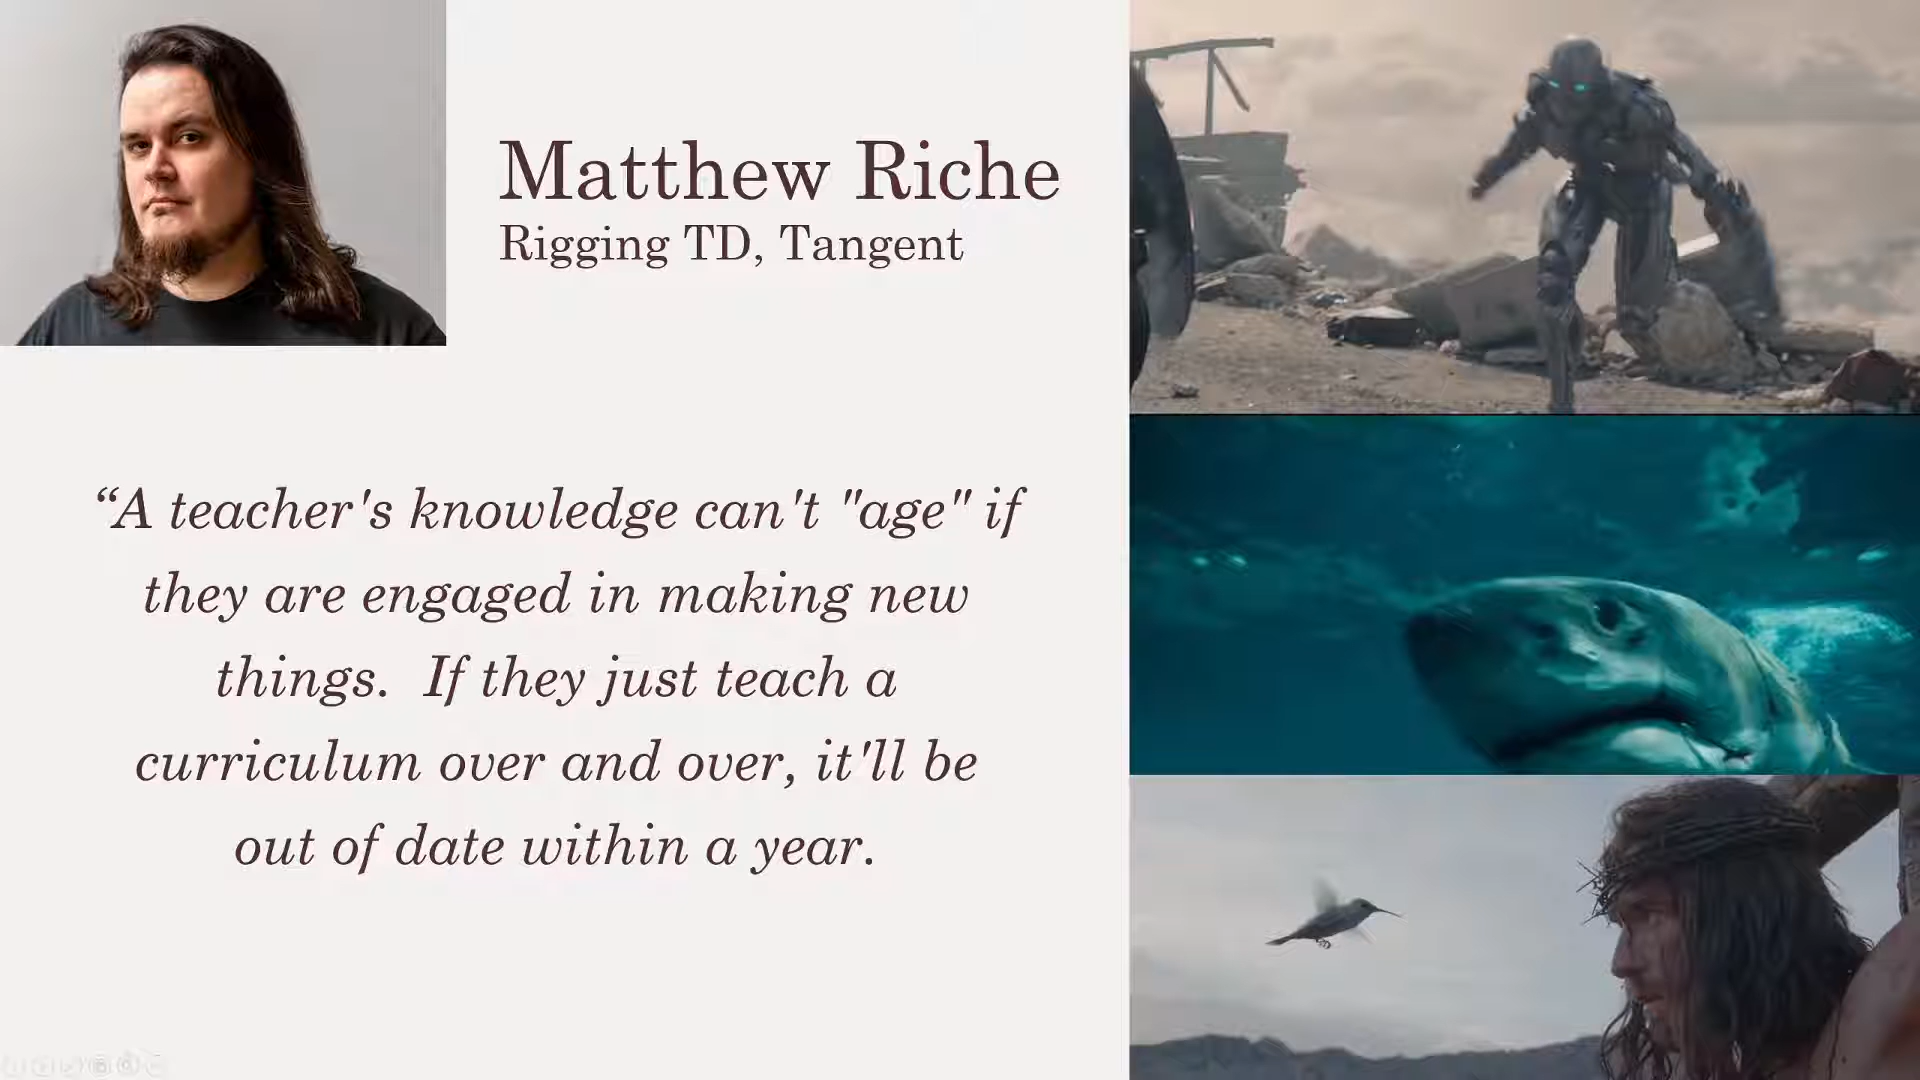 Matthew Riche
Rigging TD, Tangent
“A teacher's knowledge can't "age" if
they are engaged in making new
things.  If they just teach a
curriculum over and over, it'll be
out of date within a year.